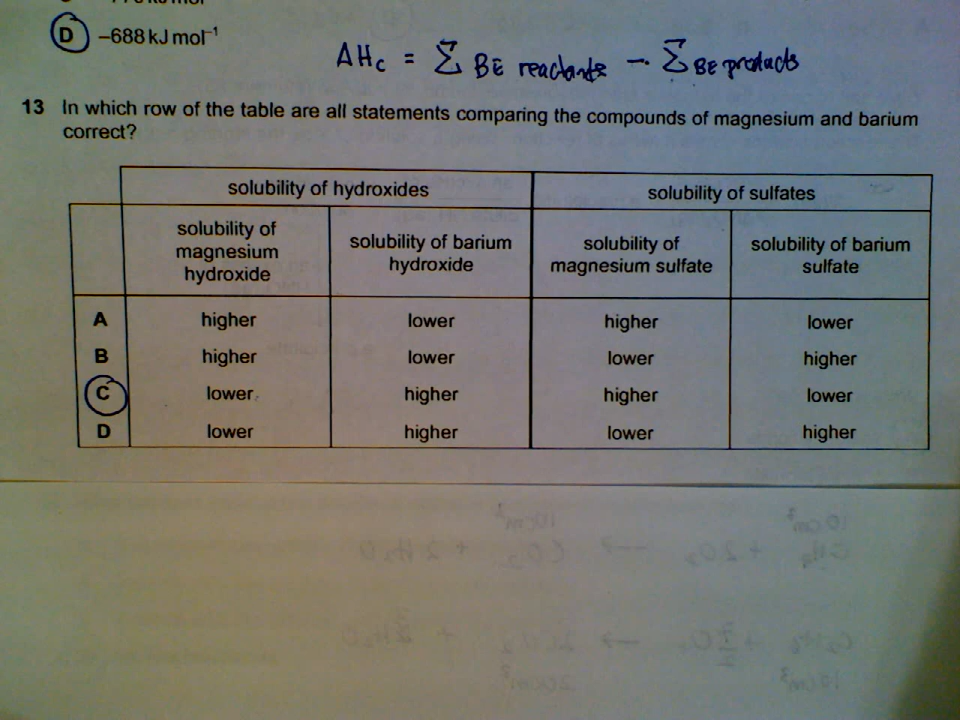 D –688 kJ mol⁻¹
ΔHc = Σ BE reactants – Σ BE products
13 In which row of the table are all statements comparing the compounds of magnesium and barium
correct?
solubility of hydroxides solubility of sulfates
solubility of magnesium hydroxide solubility of barium hydroxide solubility of magnesium sulfate solubility of barium sulfate
A higher lower higher lower
B higher lower lower higher
C lower higher higher lower
D lower higher lower higher